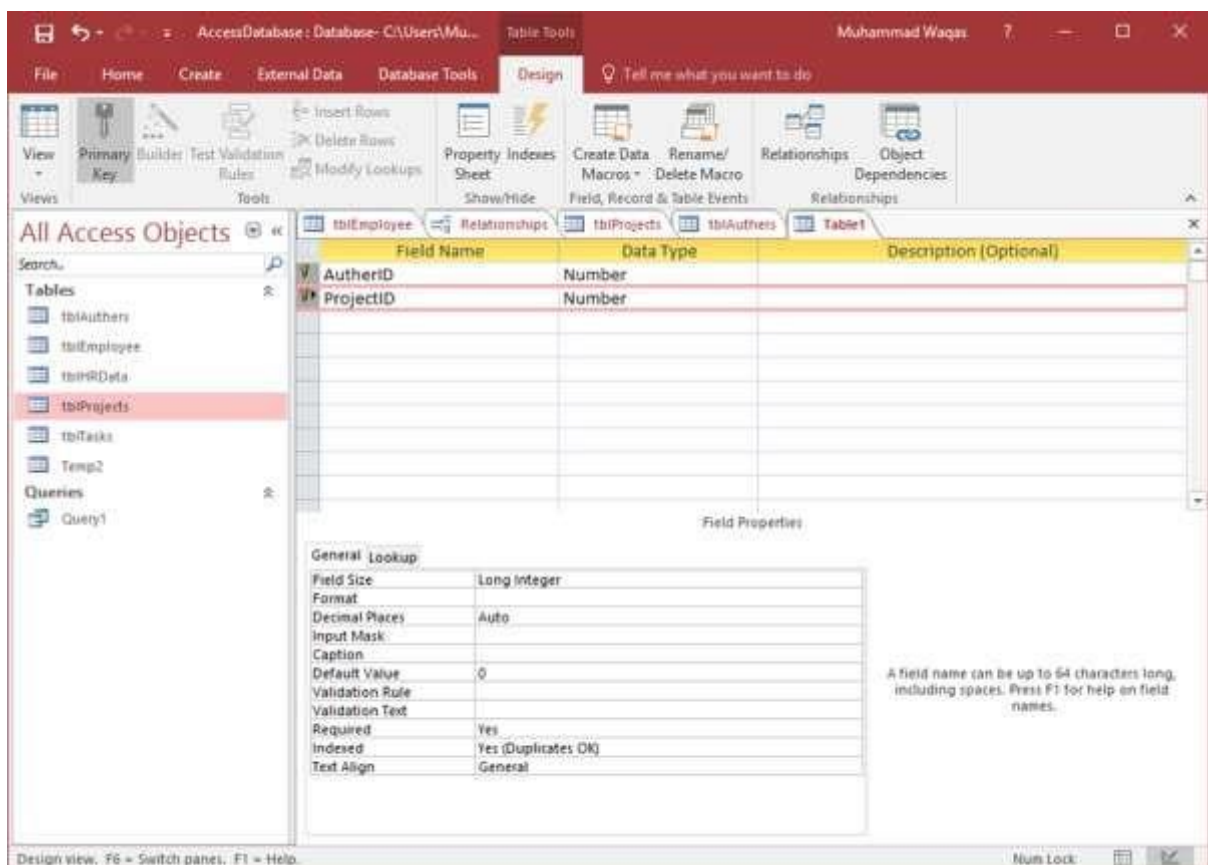 AccessDatabase : Database- C:\Users\Mu... Table Tools Muhammad Waqas ?
File Home Create External Data Database Tools Design Tell me what you want to do
View Primary Key Builder Test Validation Rules Insert Rows Delete Rows Modify Lookups Property Sheet Indexes Create Data Macros Rename/ Delete Macro Relationships Object Dependencies
Views Tools Show/Hide Field, Record & Table Events Relationships
All Access Objects
Search..
Tables
tblAuthers
tblEmployee
tblHRData
tblProjects
tblTasks
Temp2
Queries
Query1
tblEmployee Relationships tblProjects tblAuthers Table1
Field Name Data Type Description (Optional)
AutherID Number
ProjectID Number
Field Properties
General Lookup
Field Size Long Integer
Format
Decimal Places Auto
Input Mask
Caption
Default Value 0
Validation Rule
Validation Text
Required Yes
Indexed Yes (Duplicates OK)
Text Align General
A field name can be up to 64 characters long,
including spaces. Press F1 for help on field
names.
Design view. F6 = Switch panes. F1 = Help. Num Lock